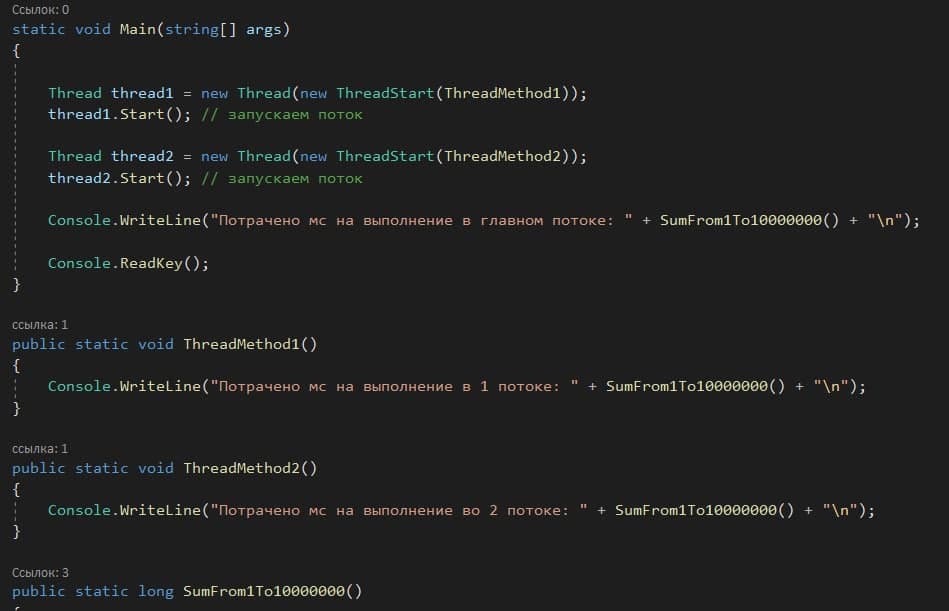 Ссылок: 0
static void Main(string[] args)
{
Thread thread1 = new Thread(new ThreadStart(ThreadMethod1));
thread1.Start(); // запускаем поток
Thread thread2 = new Thread(new ThreadStart(ThreadMethod2));
thread2.Start(); // запускаем поток
Console.WriteLine("Потрачено мс на выполнение в главном потоке: " + SumFrom1To10000000() + "\n");
Console.ReadKey();
}
ссылка: 1
public static void ThreadMethod1()
{
Console.WriteLine("Потрачено мс на выполнение в 1 потоке: " + SumFrom1To10000000() + "\n");
}
ссылка: 1
public static void ThreadMethod2()
{
Console.WriteLine("Потрачено мс на выполнение во 2 потоке: " + SumFrom1To10000000() + "\n");
}
Ссылок: 3
public static long SumFrom1To10000000()
{